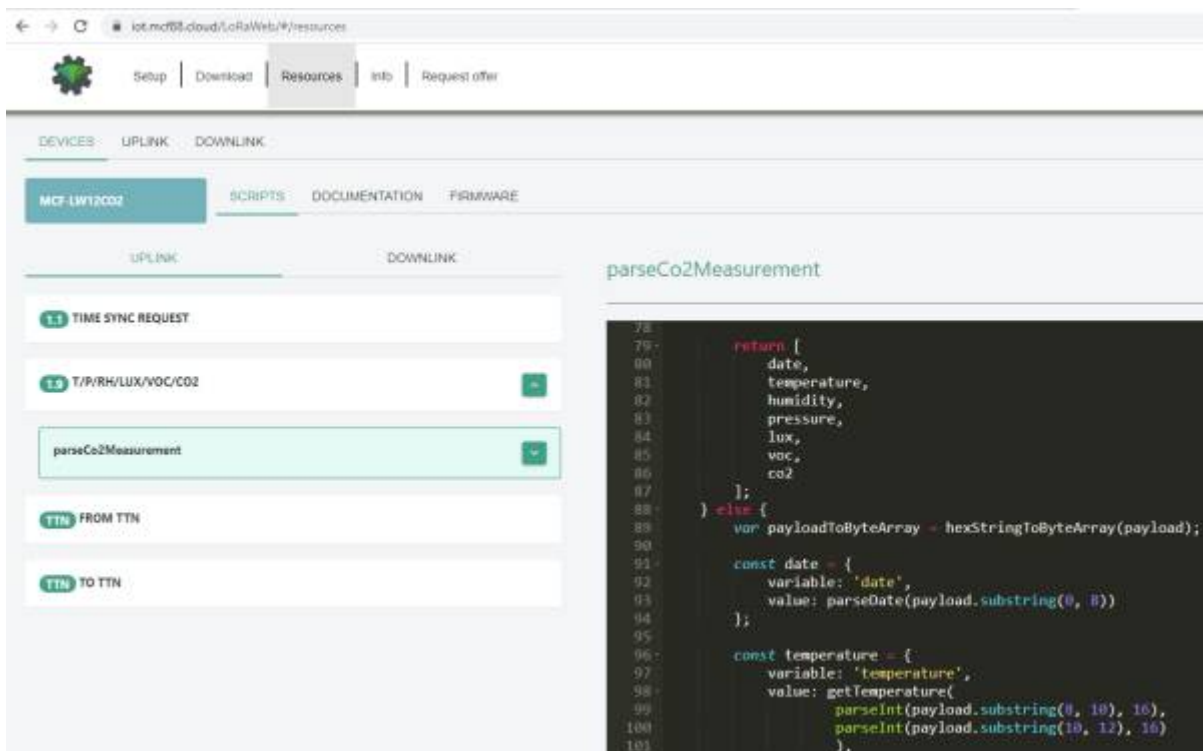 iot.mcf88.cloud/LoRaWeb/#/resources
Setup | Download | Resources | Info | Request offer
DEVICES UPLINK DOWNLINK
MCF-LW12CO2 SCRIPTS DOCUMENTATION FIRMWARE
UPLINK DOWNLINK
parseCo2Measurement
1.1 TIME SYNC REQUEST
1.9 T/P/RH/LUX/VOC/CO2
parseCo2Measurement
TTN FROM TTN
TTN TO TTN
78
79 return [
80 date,
81 temperature,
82 humidity,
83 pressure,
84 lux,
85 voc,
86 co2
87 ];
88 } else {
89 var payloadToByteArray = hexStringToByteArray(payload);
90
91 const date = {
92 variable: 'date',
93 value: parseDate(payload.substring(0, 8))
94 };
95
96 const temperature = {
97 variable: 'temperature',
98 value: getTemperature(
99 parseInt(payload.substring(8, 10), 16),
100 parseInt(payload.substring(10, 12), 16)
101 ),